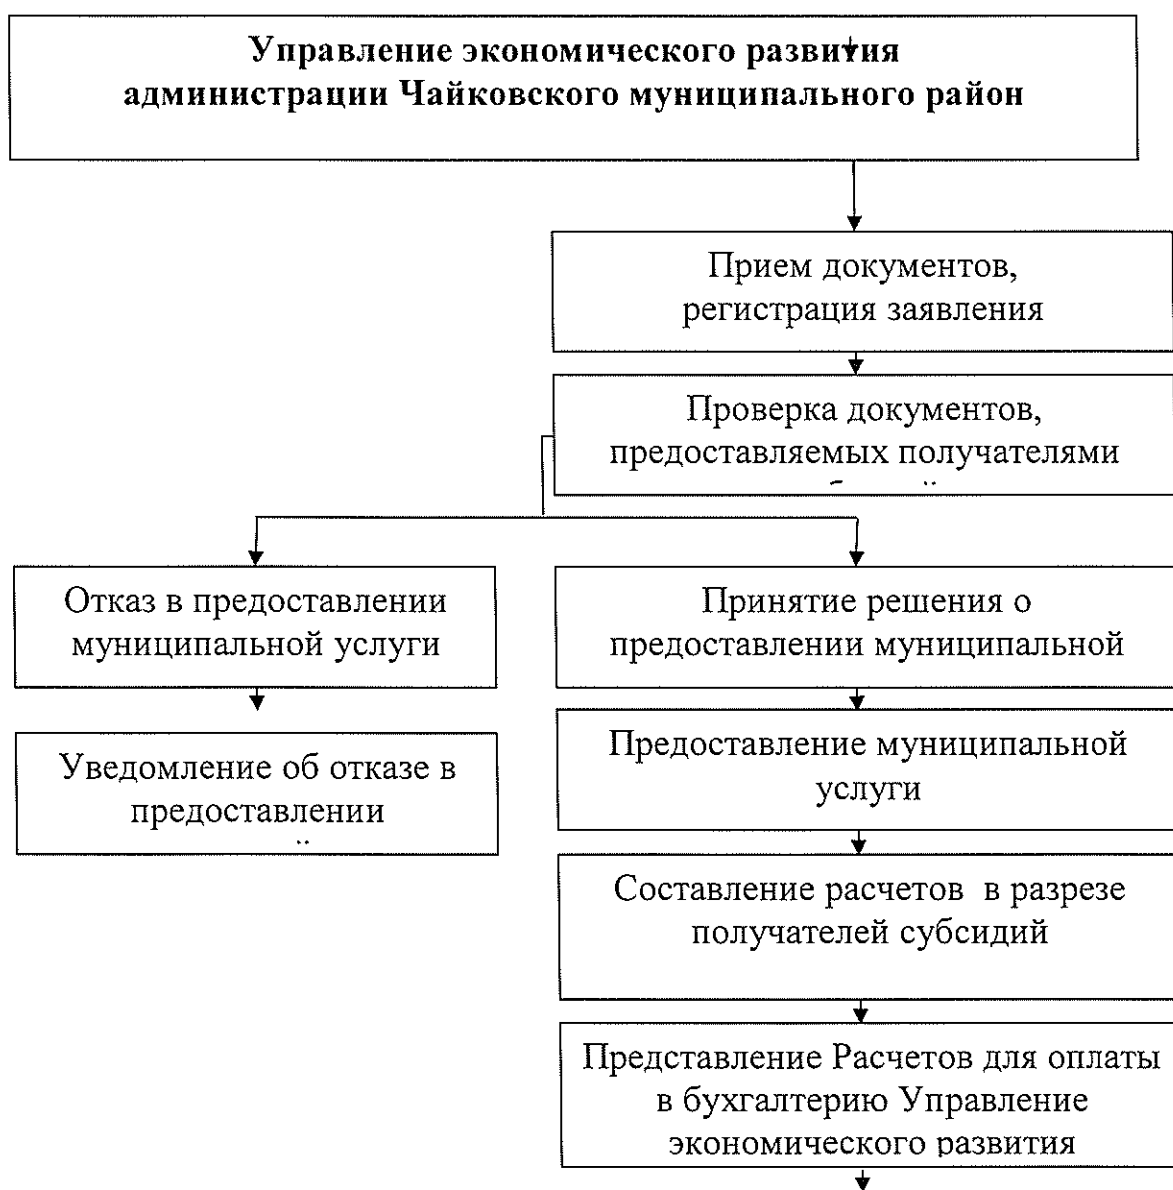 Управление экономического развития
администрации Чайковского муниципального район
Прием документов,
регистрация заявления
Проверка документов,
предоставляемых получателями
Отказ в предоставлении
муниципальной услуги
Принятие решения о
предоставлении муниципальной
Уведомление об отказе в
предоставлении
Предоставление муниципальной
услуги
Составление расчетов в разрезе
получателей субсидий
Представление Расчетов для оплаты
в бухгалтерию Управление
экономического развития